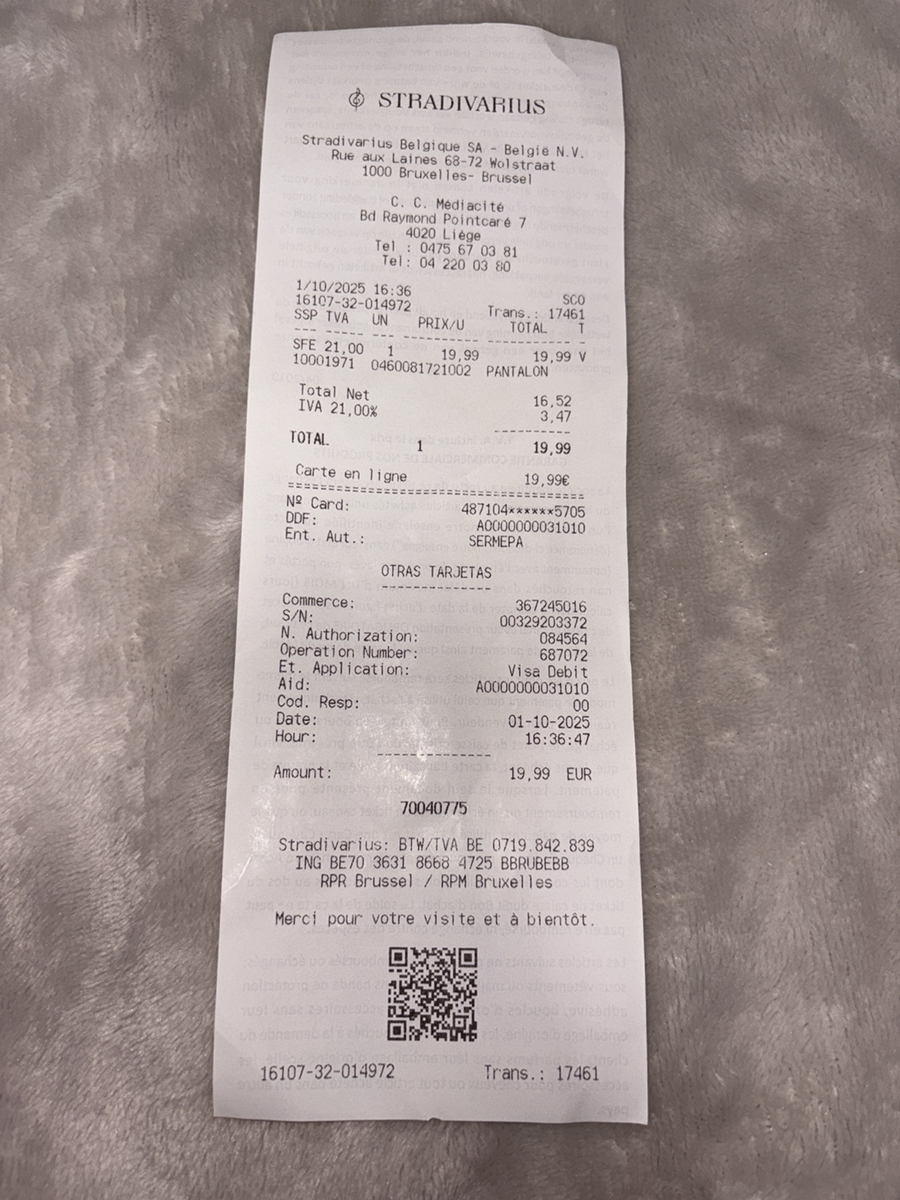 STRADIVARIUS
Stradivarius Belgique SA - België N.V.
Rue aux Laines 68-72 Wolstraat
1000 Bruxelles- Brussel
C. C. Médiacité
Bd Raymond Pointcaré 7
4020 Liège
Tel : 0475 67 03 81
Tel: 04 220 03 80
1/10/2025 16:36 SCO
16107-32-014972 Trans.: 17461
SSP TVA UN PRIX/U TOTAL T
SFE 21,00 1 19,99 19,99 V
10001971 0460081721002 PANTALON
Total Net 16,52
IVA 21,00% 3,47
TOTAL 1 19,99
Carte en ligne 19,99€
Nº Card: 487104******5705
DDF: A0000000031010
Ent. Aut.: SERMEPA
OTRAS TARJETAS
Commerce: 367245016
S/N: 00329203372
N. Authorization: 084564
Operation Number: 687072
Et. Application: Visa Debit
Aid: A0000000031010
Cod. Resp: 00
Date: 01-10-2025
Hour: 16:36:47
Amount: 19,99 EUR
70040775
Stradivarius: BTW/TVA BE 0719.842.839
ING BE70 3631 8668 4725 BBRUBEBB
RPR Brussel / RPM Bruxelles
Merci pour votre visite et à bientôt.
16107-32-014972 Trans.: 17461